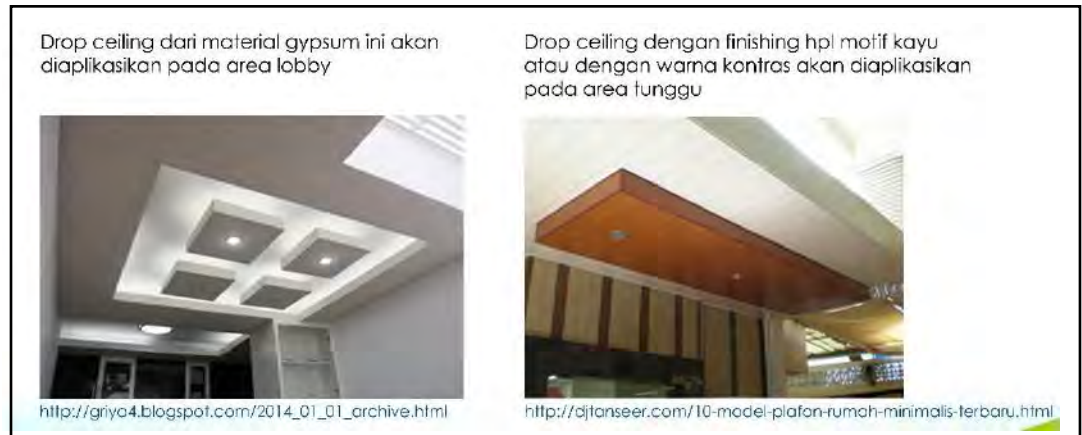 Drop ceiling dari material gypsum ini akan
diaplikasikan pada area lobby
http://griya4.blogspot.com/2014_01_01_archive.html
Drop ceiling dengan finishing hpl motif kayu
atau dengan warna kontras akan diaplikasikan
pada area tunggu
http://djtanseer.com/10-model-plafon-rumah-minimalis-terbaru.html